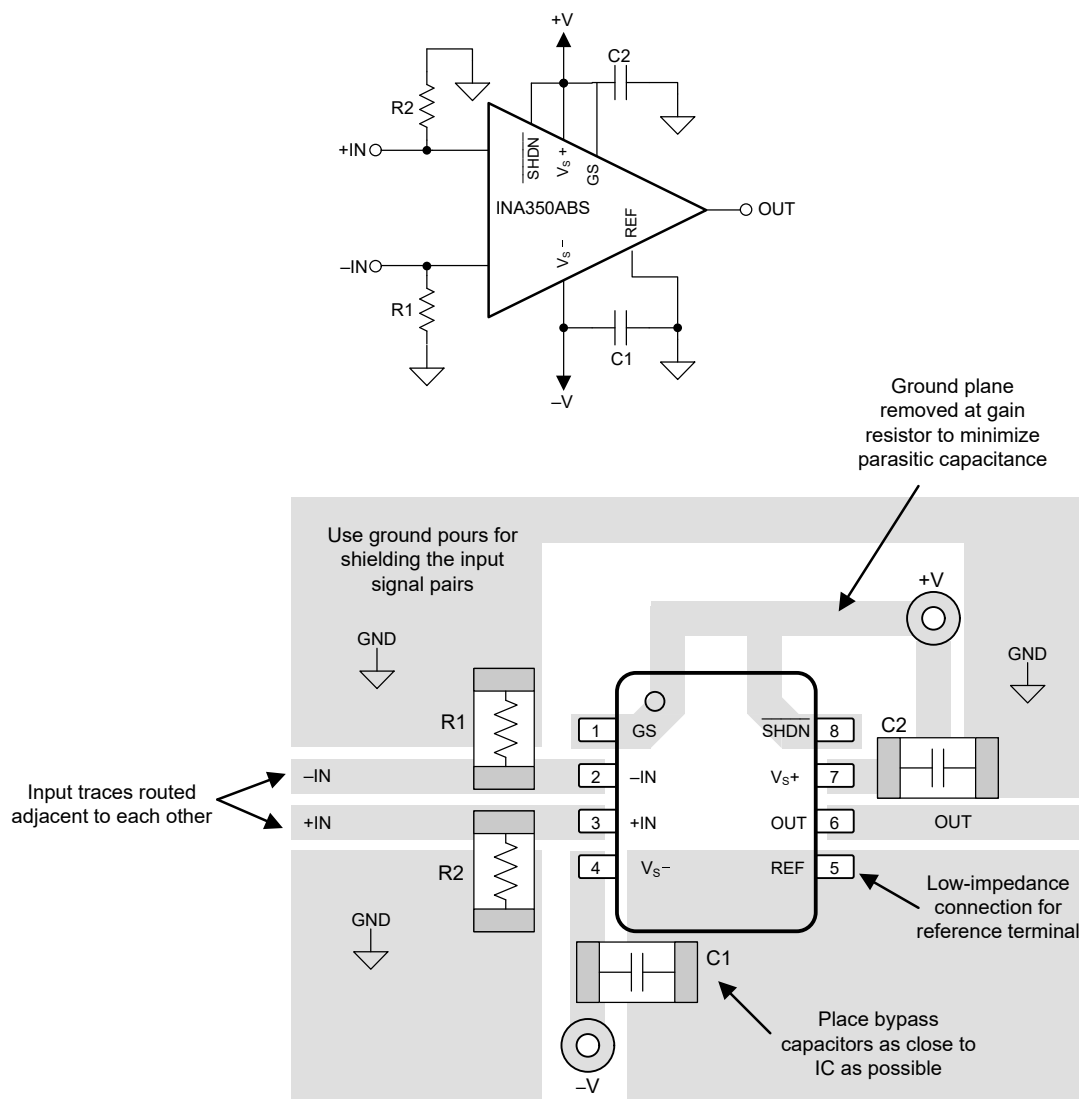 +V
C2
R2
+IN
SHDN
VS+
GS
INA350ABS
OUT
REF
–IN
VS–
R1
C1
–V
Ground plane
removed at gain
resistor to minimize
parasitic capacitance
Use ground pours for
shielding the input
signal pairs
+V
GND
GND
R1
C2
1
GS
SHDN
8
–IN
2
–IN
VS+
7
Input traces routed
adjacent to each other
+IN
3
+IN
OUT
6
OUT
R2
4
VS–
REF
5
Low-impedance
connection for
reference terminal
GND
C1
Place bypass
capacitors as close to
IC as possible
–V